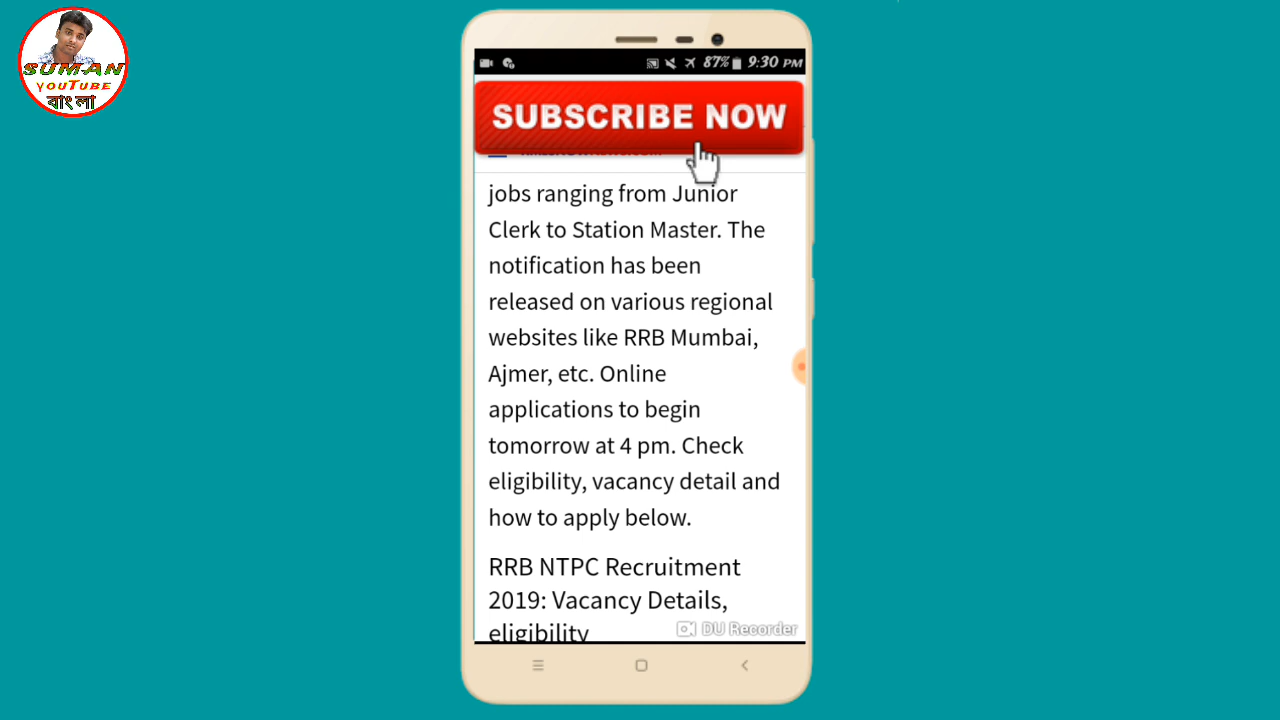 SUMAN
YOUTUBE
বাংলা
87% 9:30 PM
SUBSCRIBE NOW
jobs ranging from Junior
Clerk to Station Master. The
notification has been
released on various regional
websites like RRB Mumbai,
Ajmer, etc. Online
applications to begin
tomorrow at 4 pm. Check
eligibility, vacancy detail and
how to apply below.
RRB NTPC Recruitment
2019: Vacancy Details,
eligibility
DU Recorder